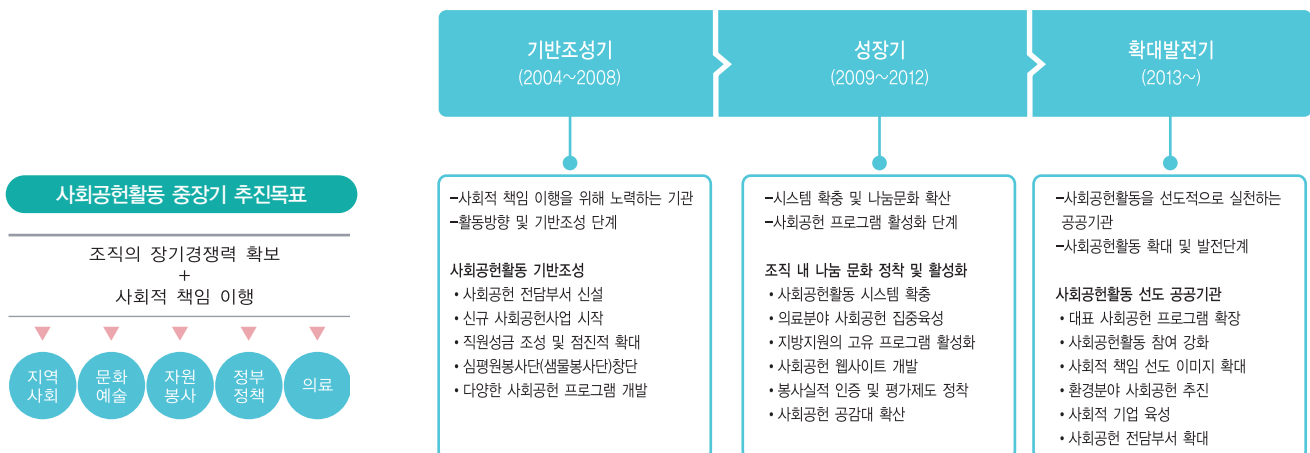 사회공헌활동 중장기 추진목표
조직의 장기경쟁력 확보
+
사회적 책임 이행
지역
사회
문화
예술
자원
봉사
정부
정책
의료
기반조성기
(2004~2008)
–사회적 책임 이행을 위해 노력하는 기관
–활동방향 및 기반조성 단계
사회공헌활동 기반조성
• 사회공헌 전담부서 신설
• 신규 사회공헌사업 시작
• 직원성금 조성 및 점진적 확대
• 심평원봉사단(샘물봉사단)창단
• 다양한 사회공헌 프로그램 개발
성장기
(2009~2012)
–시스템 확충 및 나눔문화 확산
–사회공헌 프로그램 활성화 단계
조직 내 나눔 문화 정착 및 활성화
• 사회공헌활동 시스템 확충
• 의료분야 사회공헌 집중육성
• 지방지원의 고유 프로그램 활성화
• 사회공헌 웹사이트 개발
• 봉사실적 인증 및 평가제도 정착
• 사회공헌 공감대 확산
확대발전기
(2013~)
–사회공헌활동을 선도적으로 실천하는
공공기관
–사회공헌활동 확대 및 발전단계
사회공헌활동 선도 공공기관
• 대표 사회공헌 프로그램 확장
• 사회공헌활동 참여 강화
• 사회적 책임 선도 이미지 확대
• 환경분야 사회공헌 추진
• 사회적 기업 육성
• 사회공헌 전담부서 확대